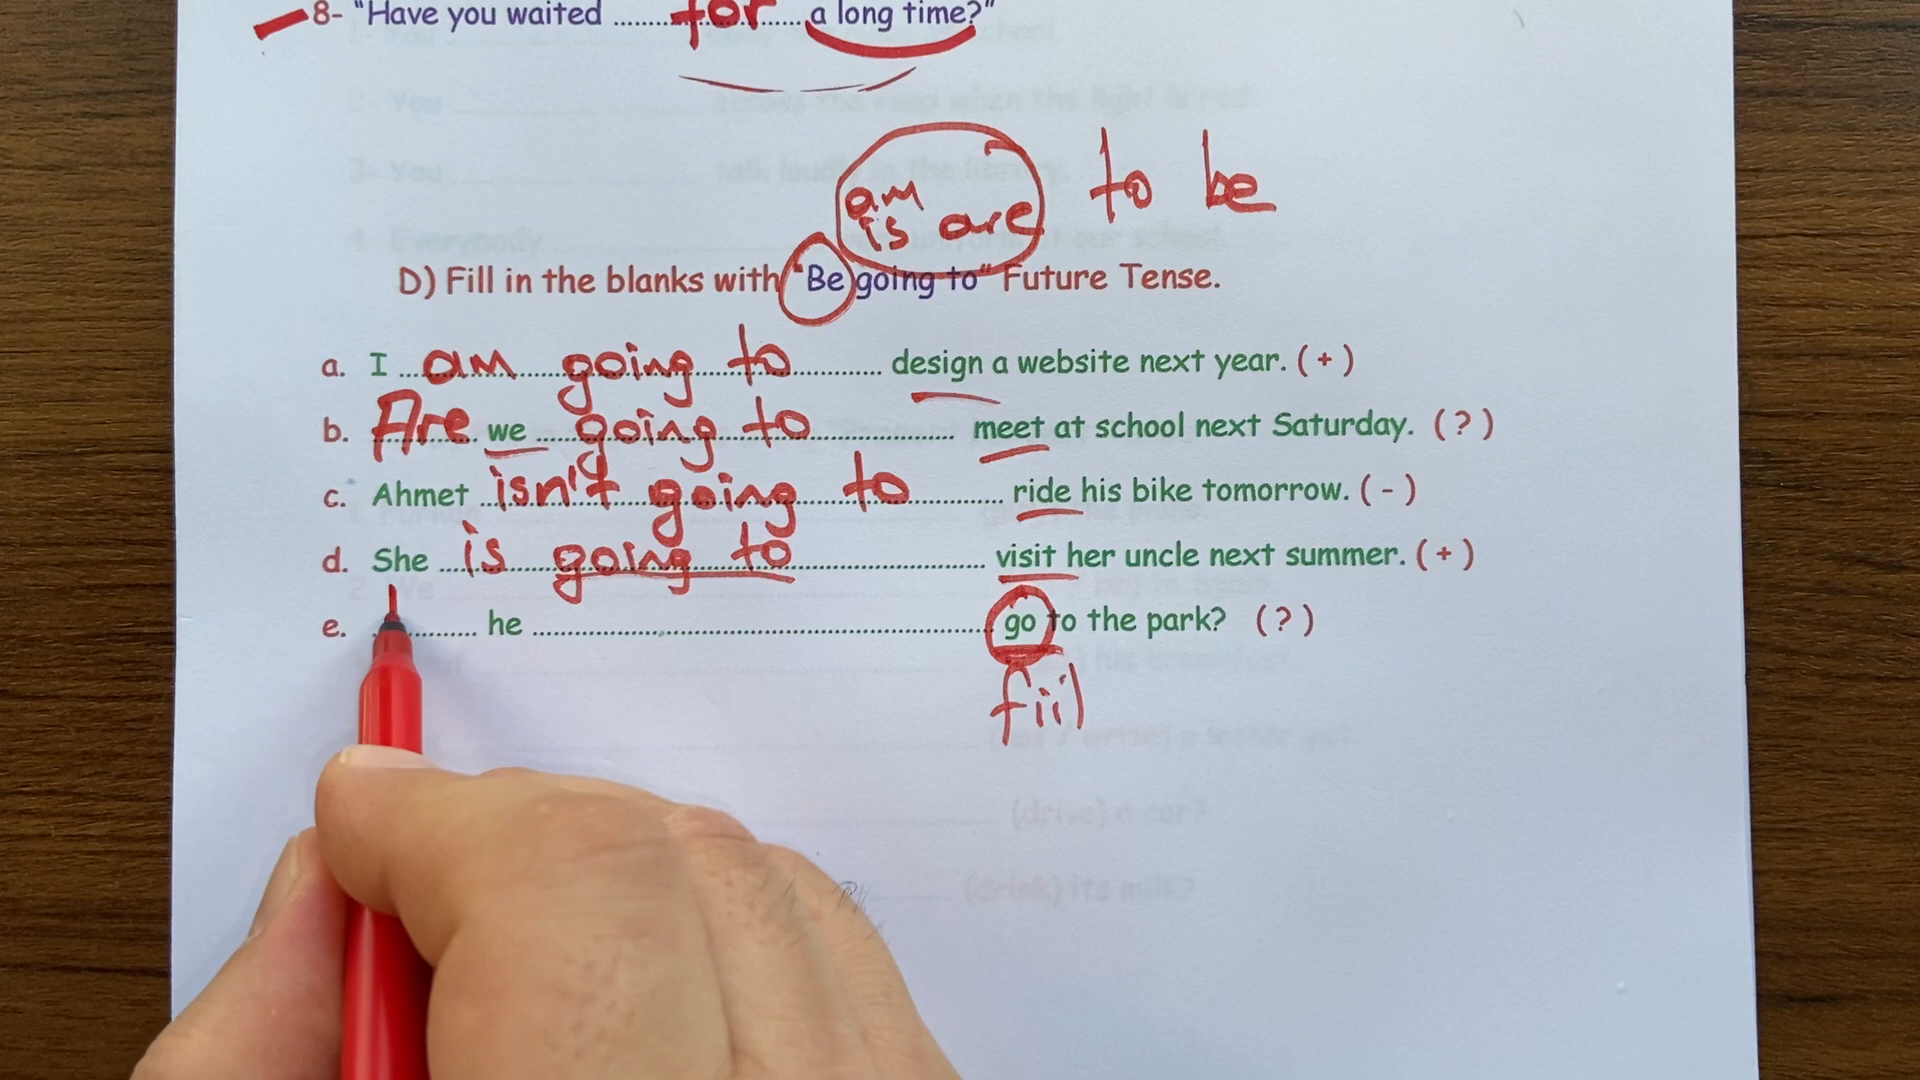 8- "Have you waited ........for..... a long time?"
am
is are to be
D) Fill in the blanks with "Be going to" Future Tense.
a. I ...am going to............ design a website next year. ( + )
b. Are we ....going to.................. meet at school next Saturday. ( ? )
c. Ahmet ..isn't going to............ ride his bike tomorrow. ( - )
d. She ...is going to........................ visit her uncle next summer. ( + )
e. ............ he ....................................................... go to the park? ( ? )
fiil